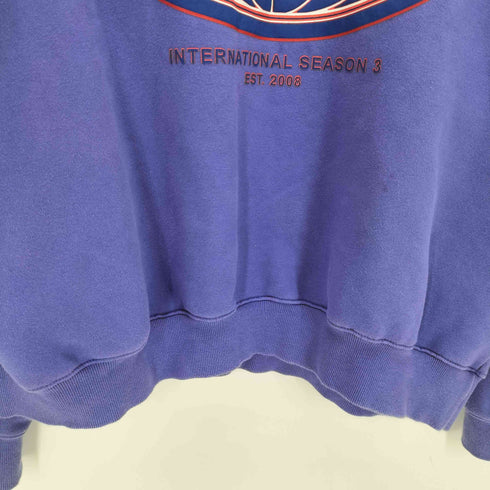 INTERNATIONAL SEASON 3
EST. 2008